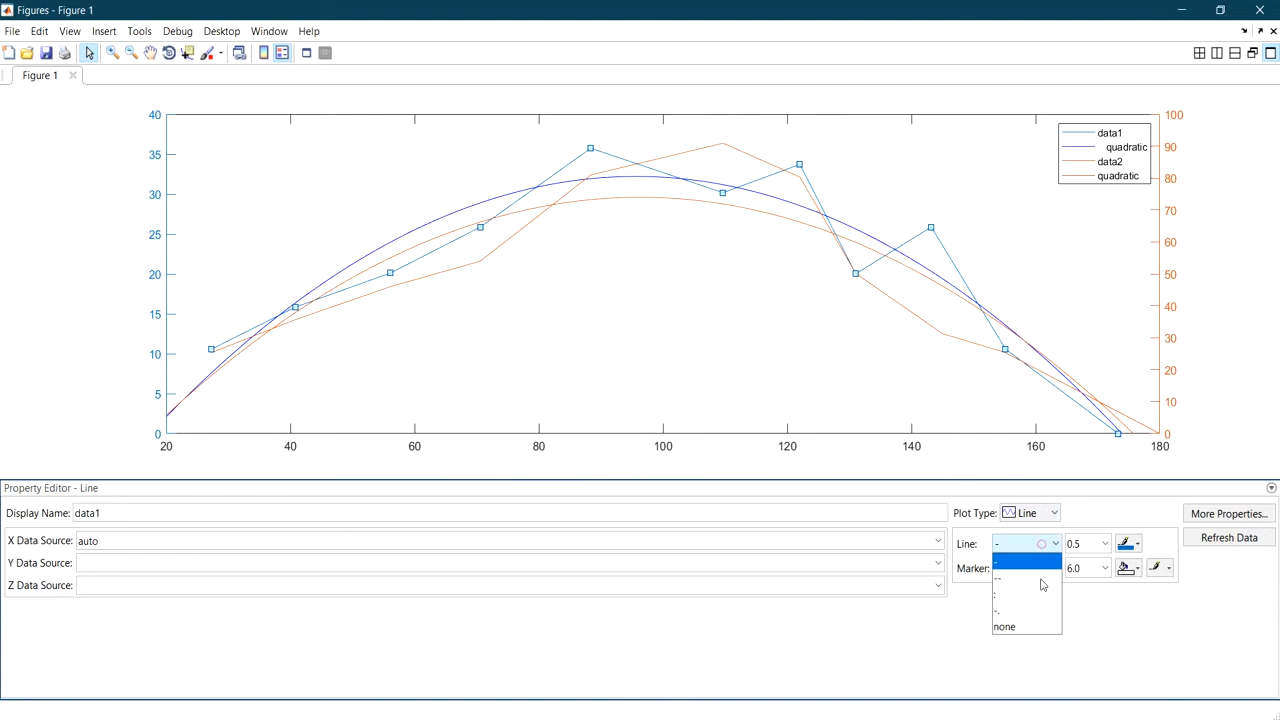 Figures - Figure 1
File Edit View Insert Tools Debug Desktop Window Help
Figure 1
40
35
30
25
20
15
10
5
0
100
90
80
70
60
50
40
30
20
10
0
20 40 60 80 100 120 140 160 180
data1
quadratic
data2
quadratic
Property Editor - Line
Display Name: data1
Plot Type: Line
More Properties...
X Data Source: auto
Line: - 0.5
Refresh Data
Y Data Source:
Marker: 6.0
Z Data Source:
-
--
:
-.
none